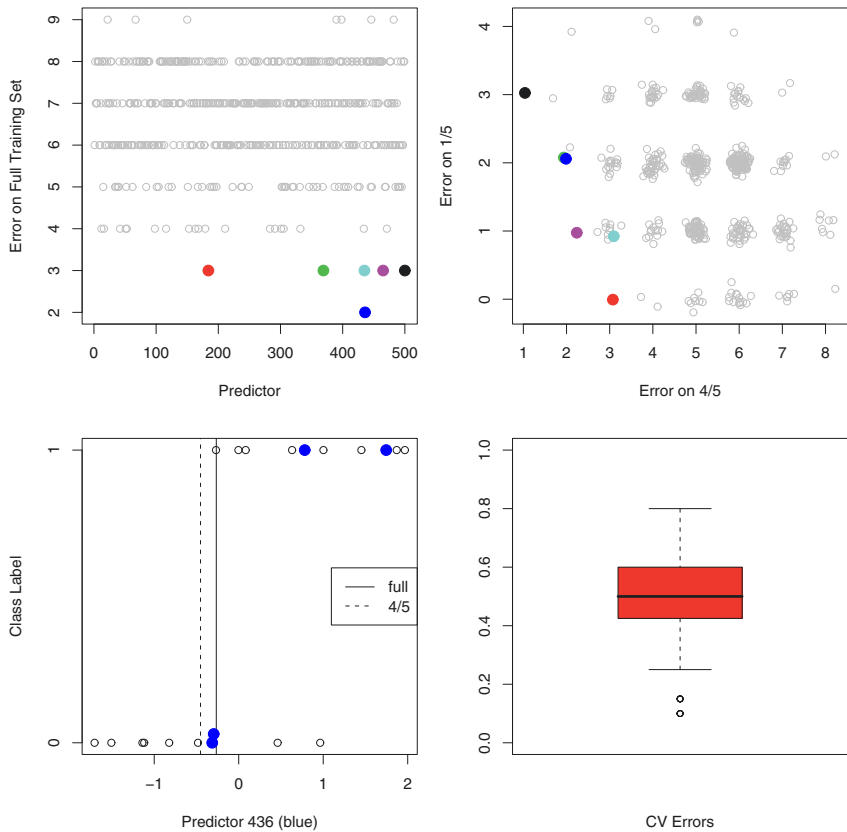 Error on Full Training Set
9
8
7
6
5
4
3
2
0 100 200 300 400 500
Predictor
Error on 1/5
4
3
2
1
0
1 2 3 4 5 6 7 8
Error on 4/5
Class Label
1
0
full
4/5
−1 0 1 2
Predictor 436 (blue)
1.0
0.8
0.6
0.4
0.2
0.0
CV Errors